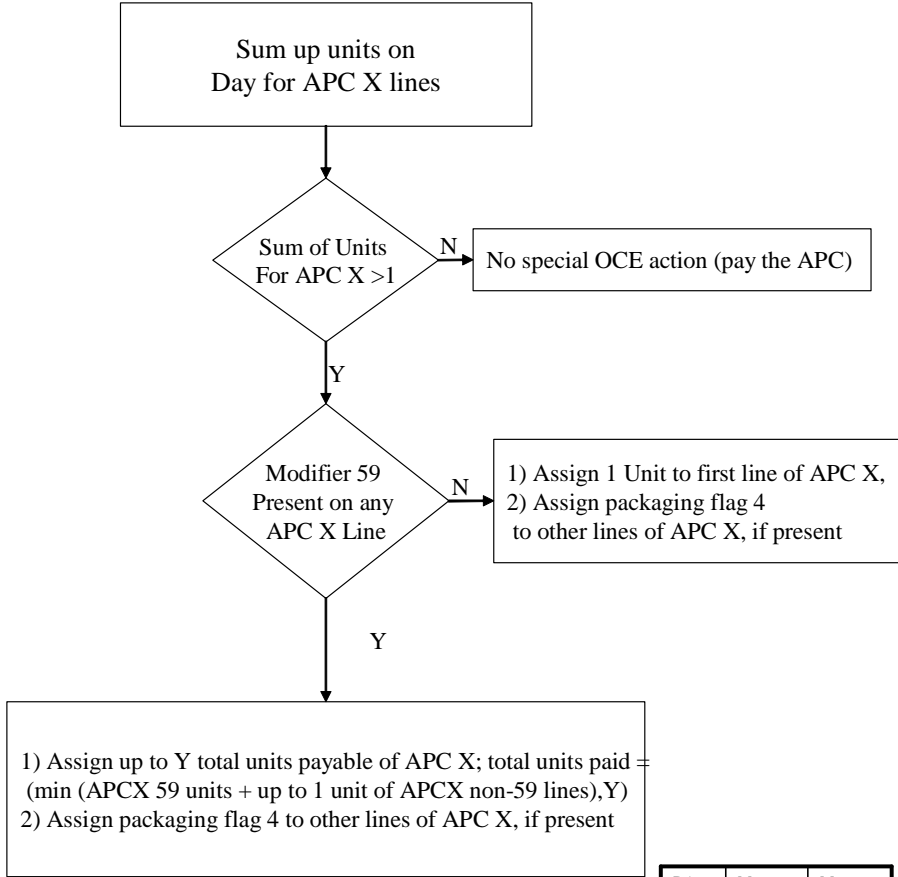 Sum up units on
Day for APC X lines
Sum of Units
For APC X >1
N
No special OCE action (pay the APC)
Y
Modifier 59
Present on any
APC X Line
N
1) Assign 1 Unit to first line of APC X,
2) Assign packaging flag 4
to other lines of APC X, if present
Y
1) Assign up to Y total units payable of APC X; total units paid =
(min (APCX 59 units + up to 1 unit of APCX non-59 lines),Y)
2) Assign packaging flag 4 to other lines of APC X, if present